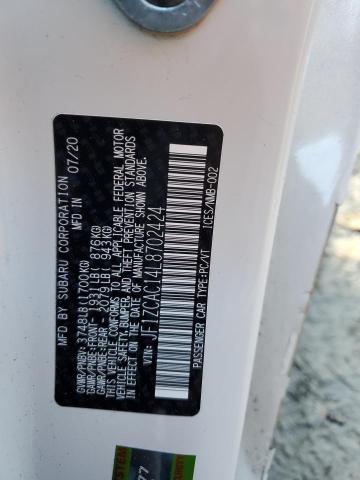 MFD BY SUBARU CORPORATION
MFD IN 07/20
GVWR/PNBV:3748LB(1700KG)
GAWR/PNBE:FRONT- 1931LB( 876KG)
GAWR/PNBE:REAR - 2079LB( 943KG)
THIS VEHICLE CONFORMS TO ALL APPLICABLE FEDERAL MOTOR
VEHICLE SAFETY, BUMPER, AND THEFT PREVENTION STANDARDS
IN EFFECT ON THE DATE OF MANUFACTURE SHOWN ABOVE.
VIN: JF1ZCAC14L8702424
PASSENGER CAR TYPE:PC/VT
ICES/NMB-002